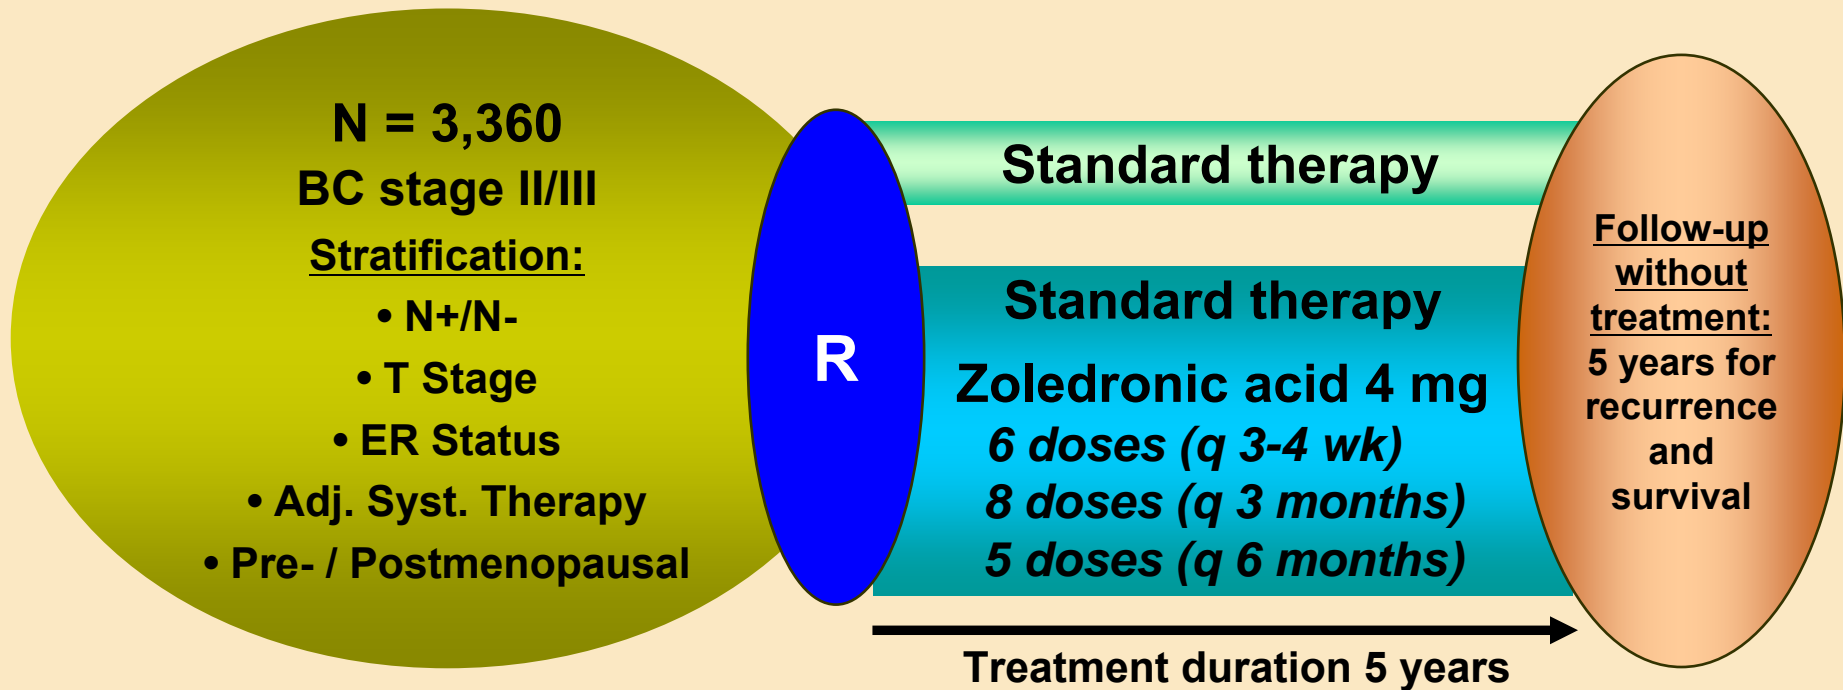 N = 3,360
BC stage II/III
Stratification:
• N+/N-
• T Stage
• ER Status
• Adj. Syst. Therapy
• Pre- / Postmenopausal
R
Standard therapy
Standard therapy
Zoledronic acid 4 mg
6 doses (q 3-4 wk)
8 doses (q 3 months)
5 doses (q 6 months)
Treatment duration 5 years
Follow-up
without
treatment:
5 years for
recurrence
and
survival